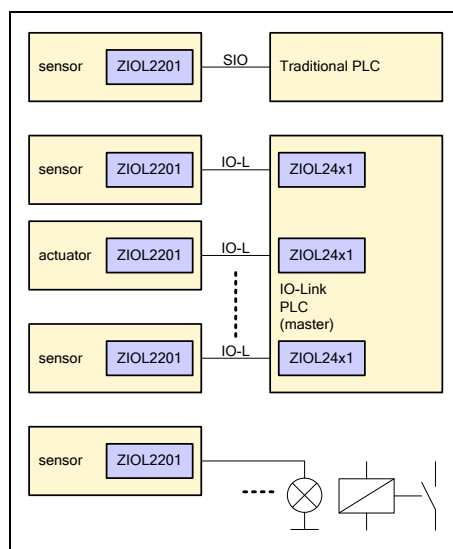 sensor ZIOL2201 SIO Traditional PLC
sensor ZIOL2201 IO-L ZIOL24x1
actuator ZIOL2201 IO-L ZIOL24x1
IO-Link
PLC
(master)
sensor ZIOL2201 IO-L ZIOL24x1
sensor ZIOL2201